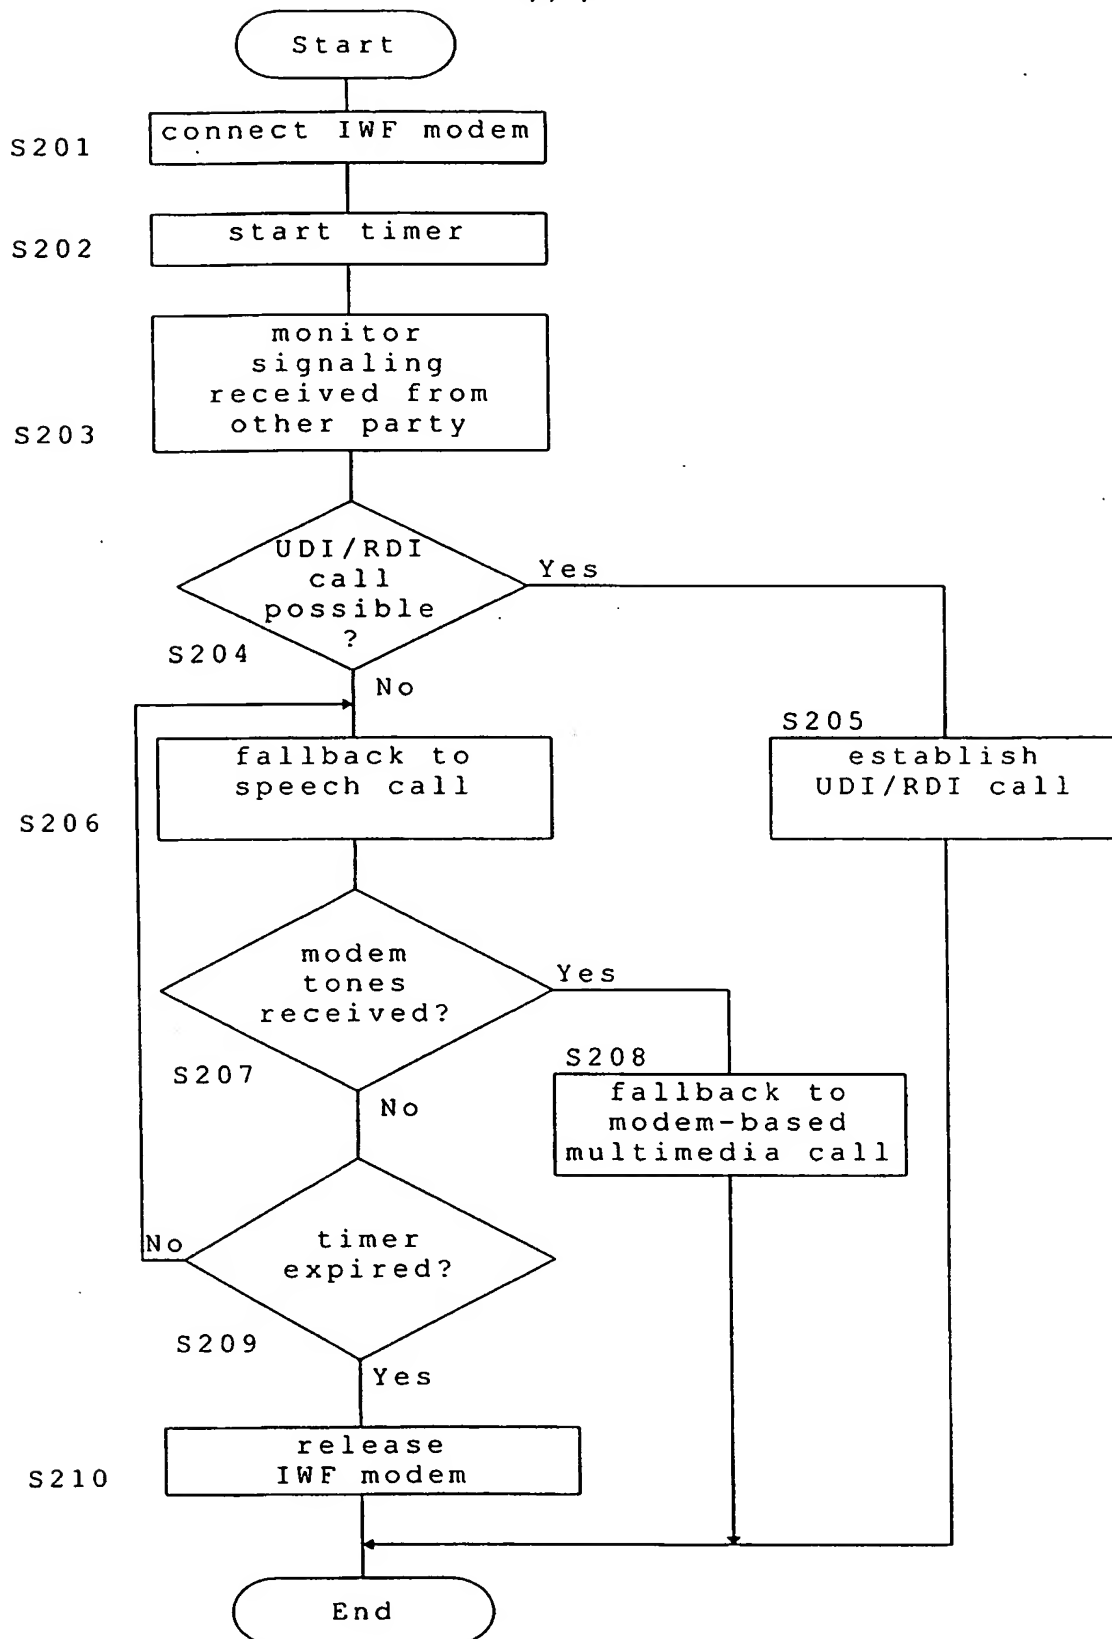 Start
connect IWF modem
S201
start timer
S202
monitor
signaling
received from
other party
S203
UDI/RDI
call
possible
?
Yes
S204
No
S205
fallback to
speech call
establish
UDI/RDI call
S206
modem
tones
received?
Yes
S207
S208
No
fallback to
modem-based
multimedia call
timer
expired?
No
S209
Yes
release
IWF modem
S210
End